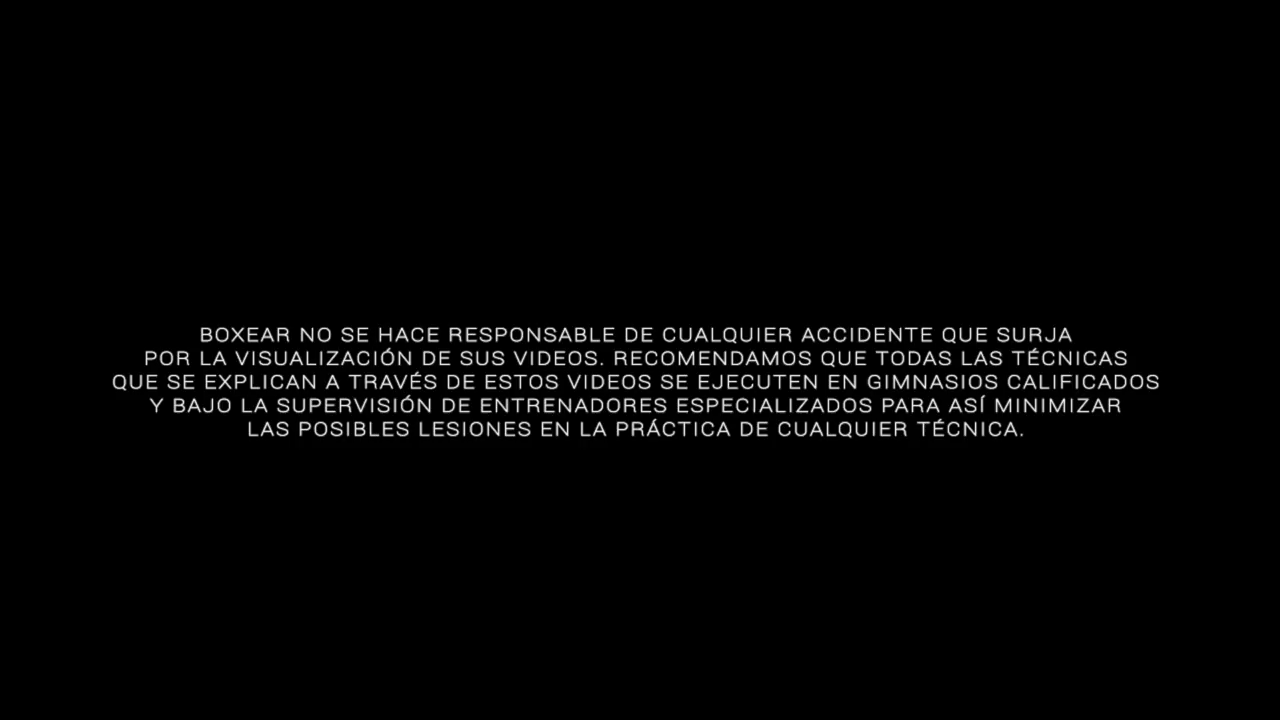 BOXEAR NO SE HACE RESPONSABLE DE CUALQUIER ACCIDENTE QUE SURJA
POR LA VISUALIZACIÓN DE SUS VIDEOS. RECOMENDAMOS QUE TODAS LAS TÉCNICAS
QUE SE EXPLICAN A TRAVÉS DE ESTOS VIDEOS SE EJECUTEN EN GIMNASIOS CALIFICADOS
Y BAJO LA SUPERVISIÓN DE ENTRENADORES ESPECIALIZADOS PARA ASÍ MINIMIZAR
LAS POSIBLES LESIONES EN LA PRÁCTICA DE CUALQUIER TÉCNICA.